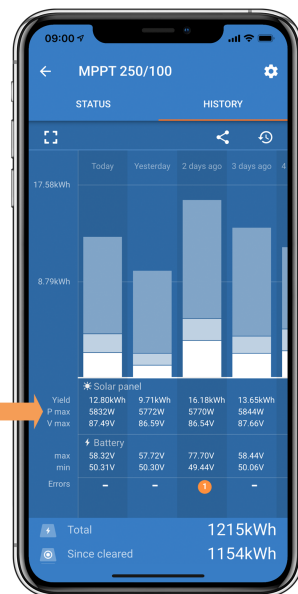 09:00
MPPT 250/100
STATUS HISTORY
Today Yesterday 2 days ago 3 days ago 4
17.58kWh
8.79kWh
Solar panel
Yield 12.80kWh 9.71kWh 16.18kWh 13.65kWh
P max 5832W 5772W 5770W 5844W
V max 87.49V 86.59V 86.54V 87.66V
Battery
max 58.32V 57.72V 77.70V 58.44V
min 50.31V 50.30V 49.44V 50.06V
Errors – – 1 –
Total 1215kWh
Since cleared 1154kWh